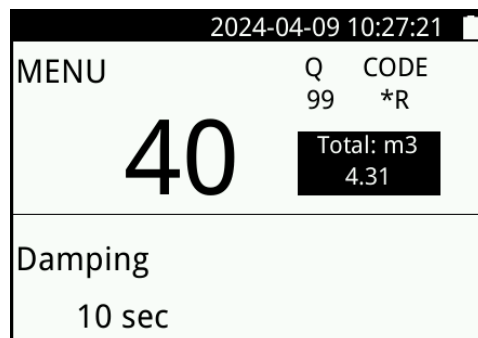 2024-04-09 10:27:21
MENU
Q CODE
99 *R
40
Total: m3
4.31
Damping
10 sec